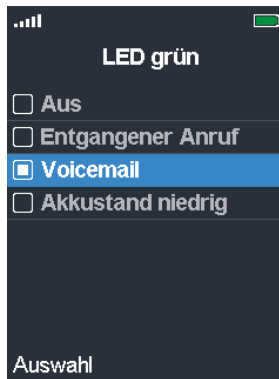 LED grün
Aus
Entgangener Anruf
Voicemail
Akkustand niedrig
Auswahl